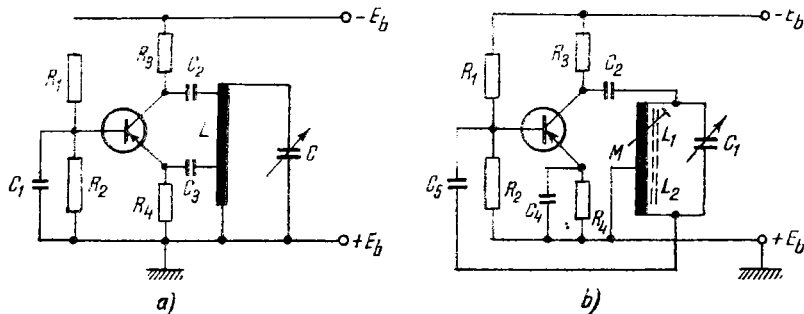 - E_b
R_1
R_3
C_2
L
C
C_1
R_2
C_3
R_4
+ E_b
a)
- t_b
R_1
R_3
C_2
M
L_1
C_1
C_5
R_2
C_4
R_4
L_2
+ E_b
b)